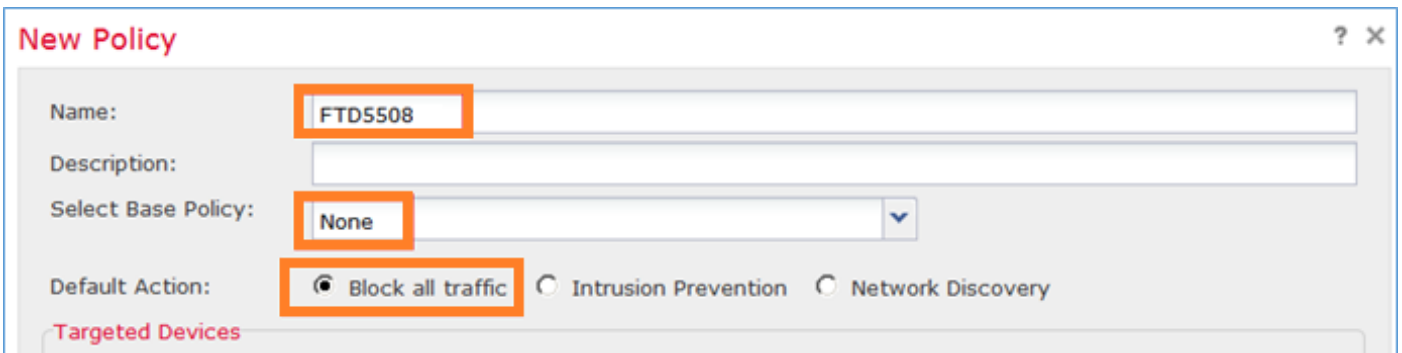 New Policy ? ×
Name: FTD5508
Description:
Select Base Policy: None
Default Action: Block all traffic Intrusion Prevention Network Discovery
Targeted Devices